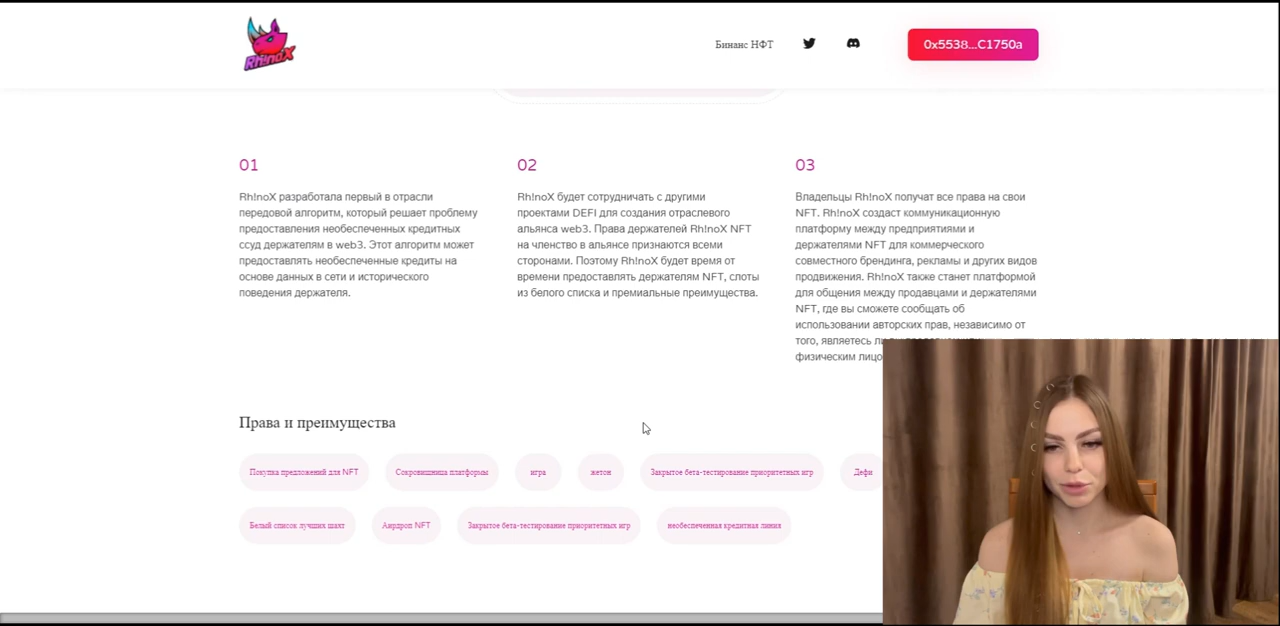 Rh!noX
Бинанс НФТ
0x5538...C1750a
01
Rh!noX разработала первый в отрасли
передовой алгоритм, который решает проблему
предоставления необеспеченных кредитных
ссуд держателям в web3. Этот алгоритм может
предоставлять необеспеченные кредиты на
основе данных в сети и исторического
поведения держателя.
02
Rh!noX будет сотрудничать с другими
проектами DEFI для создания отраслевого
альянса web3. Права держателей Rh!noX NFT
на членство в альянсе признаются всеми
сторонами. Поэтому Rh!noX будет время от
времени предоставлять держателям NFT, слоты
из белого списка и премиальные преимущества.
03
Владельцы Rh!noX получат все права на свои
NFT. Rh!noX создаст коммуникационную
платформу между предприятиями и
держателями NFT для коммерческого
совместного брендинга, рекламы и других видов
продвижения. Rh!noX также станет платформой
для общения между продавцами и держателями
NFT, где вы сможете сообщать об
использовании авторских прав, независимо от
того, являетесь
физическим лицо
Права и преимущества
Покупка предложений для NFT
Сокровищница платформы
игра
жетон
Закрытое бета-тестирование приоритетных игр
Дефи
Белый список лучших шахт
Аирдроп NFT
Закрытое бета-тестирование приоритетных игр
необеспеченная кредитная линия